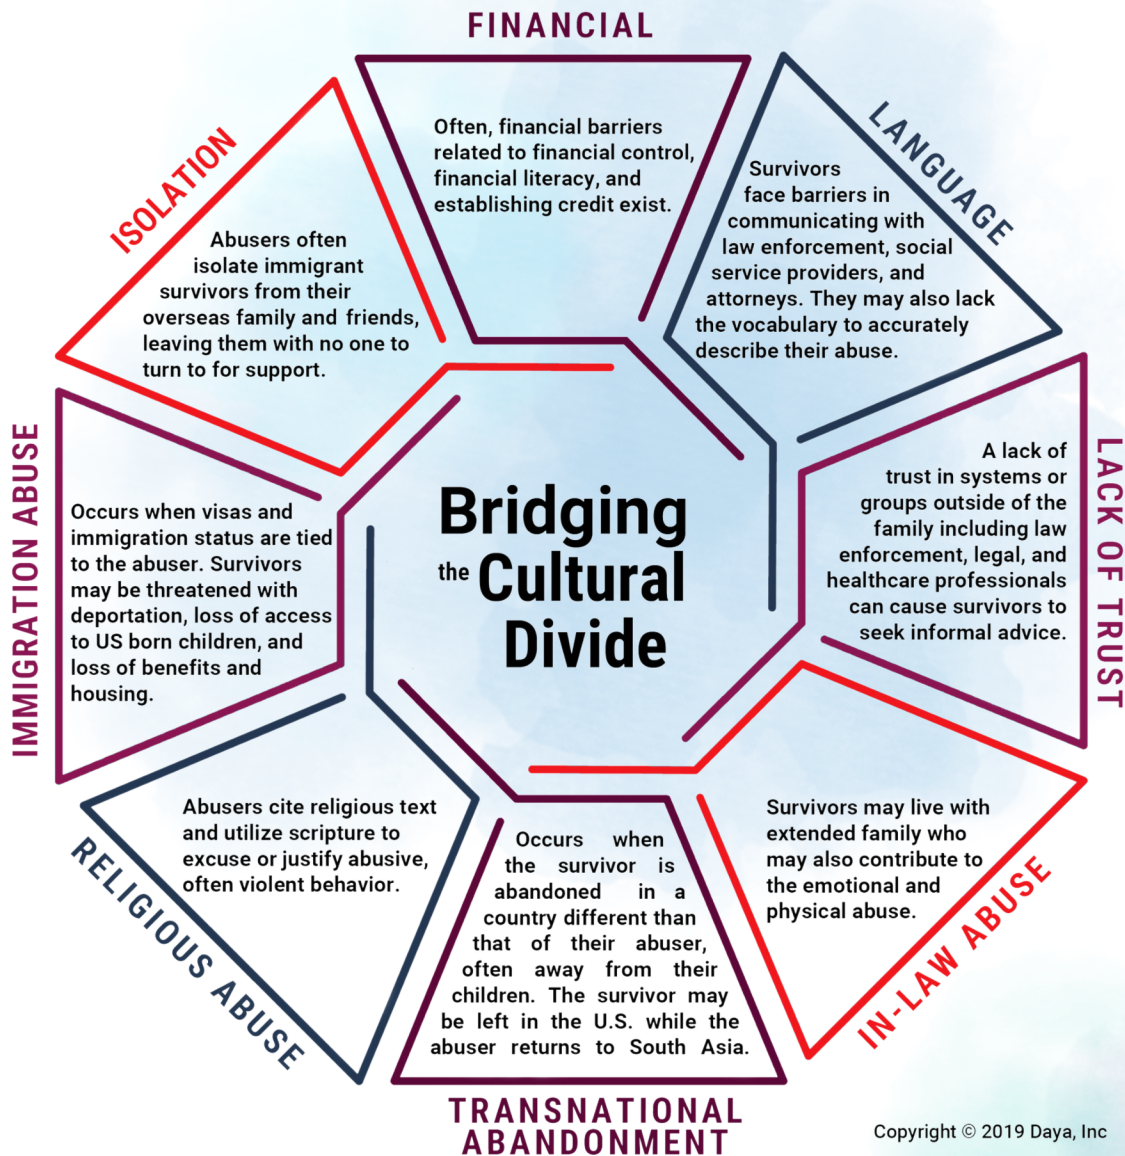 FINANCIAL
Often, financial barriers
related to financial control,
financial literacy, and
establishing credit exist.
LANGUAGE
Survivors
face barriers in
communicating with
law enforcement, social
service providers, and
attorneys. They may also lack
the vocabulary to accurately
describe their abuse.
LACK OF TRUST
A lack of
trust in systems or
groups outside of the
family including law
enforcement, legal, and
healthcare professionals
can cause survivors to
seek informal advice.
IN-LAW ABUSE
Survivors may live with
extended family who
may also contribute to
the emotional and
physical abuse.
TRANSNATIONAL
ABANDONMENT
Occurs when
the survivor is
abandoned in a
country different than
that of their abuser,
often away from their
children. The survivor may
be left in the U.S. while the
abuser returns to South Asia.
RELIGIOUS ABUSE
Abusers cite religious text
and utilize scripture to
excuse or justify abusive,
often violent behavior.
IMMIGRATION ABUSE
Occurs when visas and
immigration status are tied
to the abuser. Survivors
may be threatened with
deportation, loss of access
to US born children, and
loss of benefits and
housing.
ISOLATION
Abusers often
isolate immigrant
survivors from their
overseas family and friends,
leaving them with no one to
turn to for support.
Bridging
the Cultural
Divide
Copyright © 2019 Daya, Inc